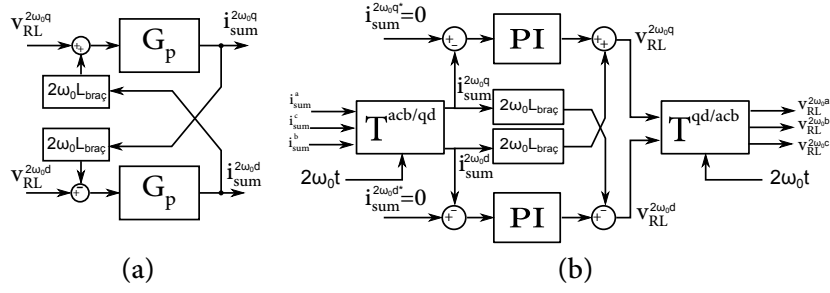 v_RL^2ω₀q
+
+
G_p
i_sum^2ω₀q
2ω₀L_braç
2ω₀L_braç
v_RL^2ω₀d
+
-
G_p
i_sum^2ω₀d
(a)
i_sum^2ω₀q*=0
+
-
PI
+
+
v_RL^2ω₀q
i_sum^2ω₀q
i_sum^a
i_sum^c
i_sum^b
T^acb/qd
2ω₀L_braç
2ω₀L_braç
T^qd/acb
v_RL^2ω₀a
v_RL^2ω₀b
v_RL^2ω₀c
i_sum^2ω₀d
2ω₀t
2ω₀t
i_sum^2ω₀d*=0
+
-
PI
+
-
v_RL^2ω₀d
(b)